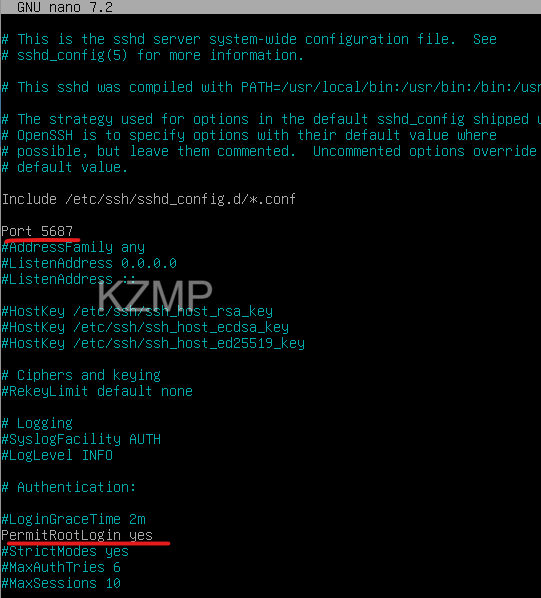 GNU nano 7.2
# This is the sshd server system-wide configuration file.  See
# sshd_config(5) for more information.
# This sshd was compiled with PATH=/usr/local/bin:/usr/bin:/bin:/usr
# The strategy used for options in the default sshd_config shipped
# OpenSSH is to specify options with their default value where
# possible, but leave them commented.  Uncommented options override
# default value.
Include /etc/ssh/sshd_config.d/*.conf
Port 5687
#AddressFamily any
#ListenAddress 0.0.0.0
#ListenAddress ::
KZMP
#HostKey /etc/ssh/ssh_host_rsa_key
#HostKey /etc/ssh/ssh_host_ecdsa_key
#HostKey /etc/ssh/ssh_host_ed25519_key
# Ciphers and keying
#RekeyLimit default none
# Logging
#SyslogFacility AUTH
#LogLevel INFO
# Authentication:
#LoginGraceTime 2m
PermitRootLogin yes
#StrictModes yes
#MaxAuthTries 6
#MaxSessions 10